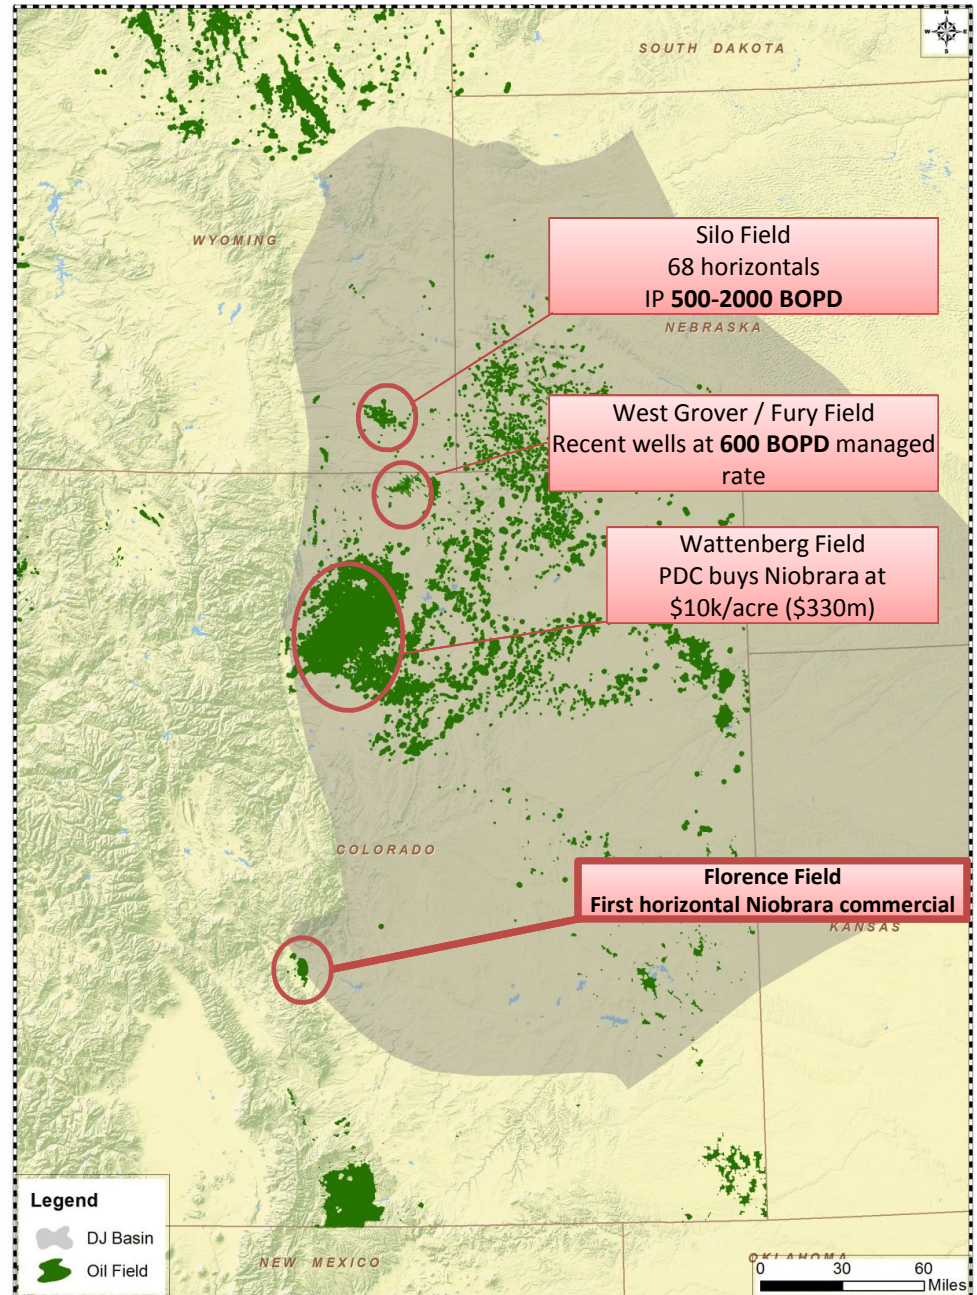 N
W E
S
SOUTH DAKOTA
WYOMING
Silo Field
68 horizontals
IP 500-2000 BOPD
NEBRASKA
West Grover / Fury Field
Recent wells at 600 BOPD managed
rate
Wattenberg Field
PDC buys Niobrara at
$10k/acre ($330m)
COLORADO
Florence Field
First horizontal Niobrara commercial
KANSAS
Legend
DJ Basin
Oil Field
NEW MEXICO
OKLAHOMA
0 30 60
Miles